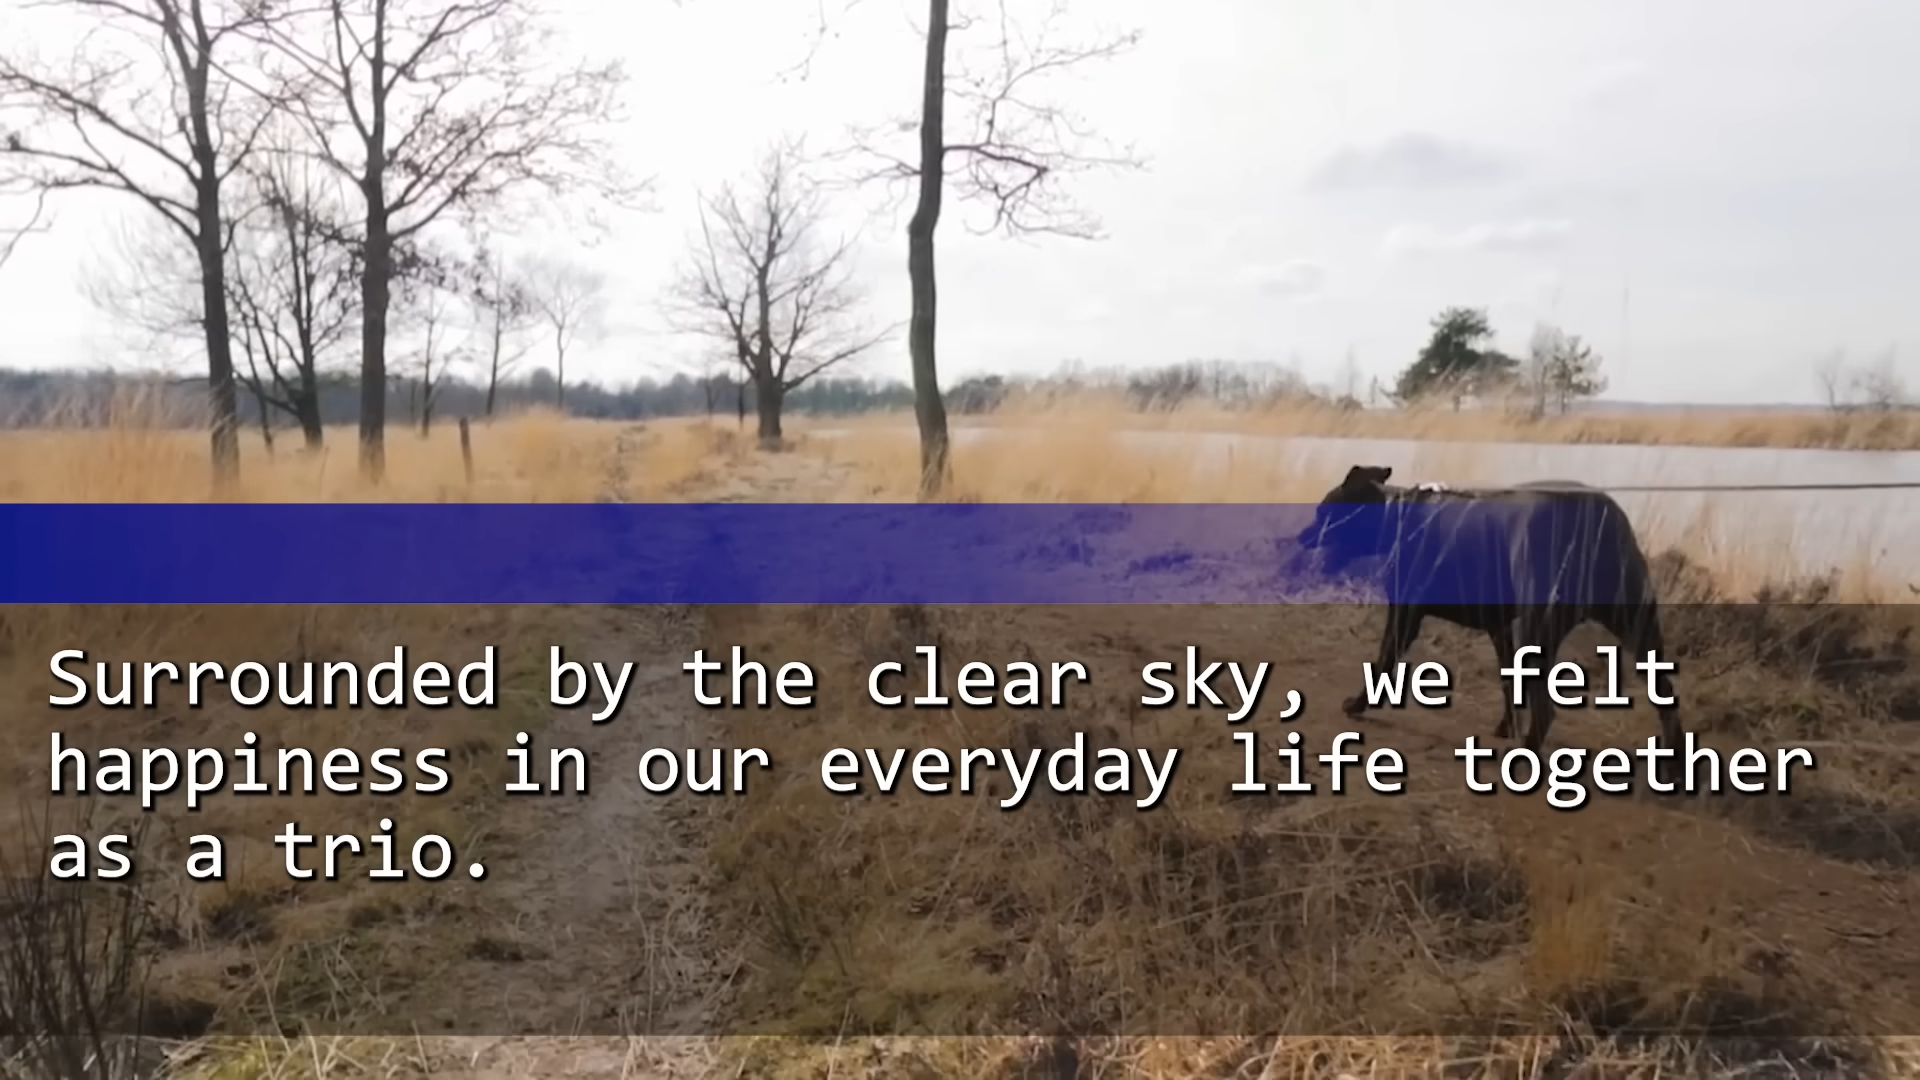 Surrounded by the clear sky, we felt
happiness in our everyday life together
as a trio.